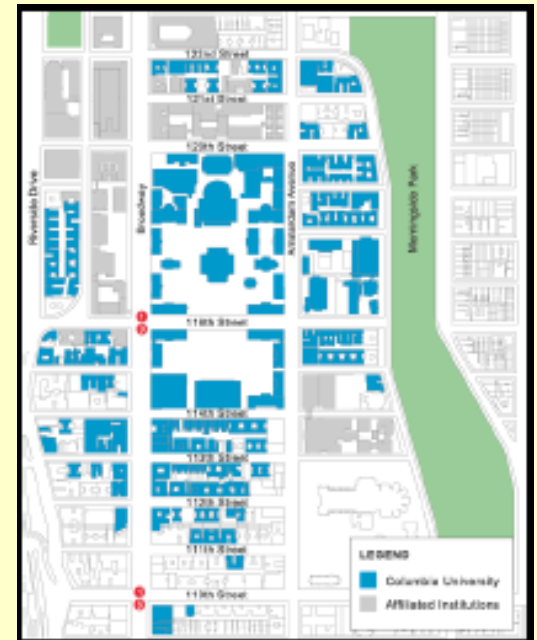 122nd Street
121st Street
120th Street
Riverside Drive
Broadway
Amsterdam Avenue
Morningside Park
116th Street
114th Street
113th Street
112th Street
111th Street
110th Street
LEGEND
Columbia University
Affiliated Institutions